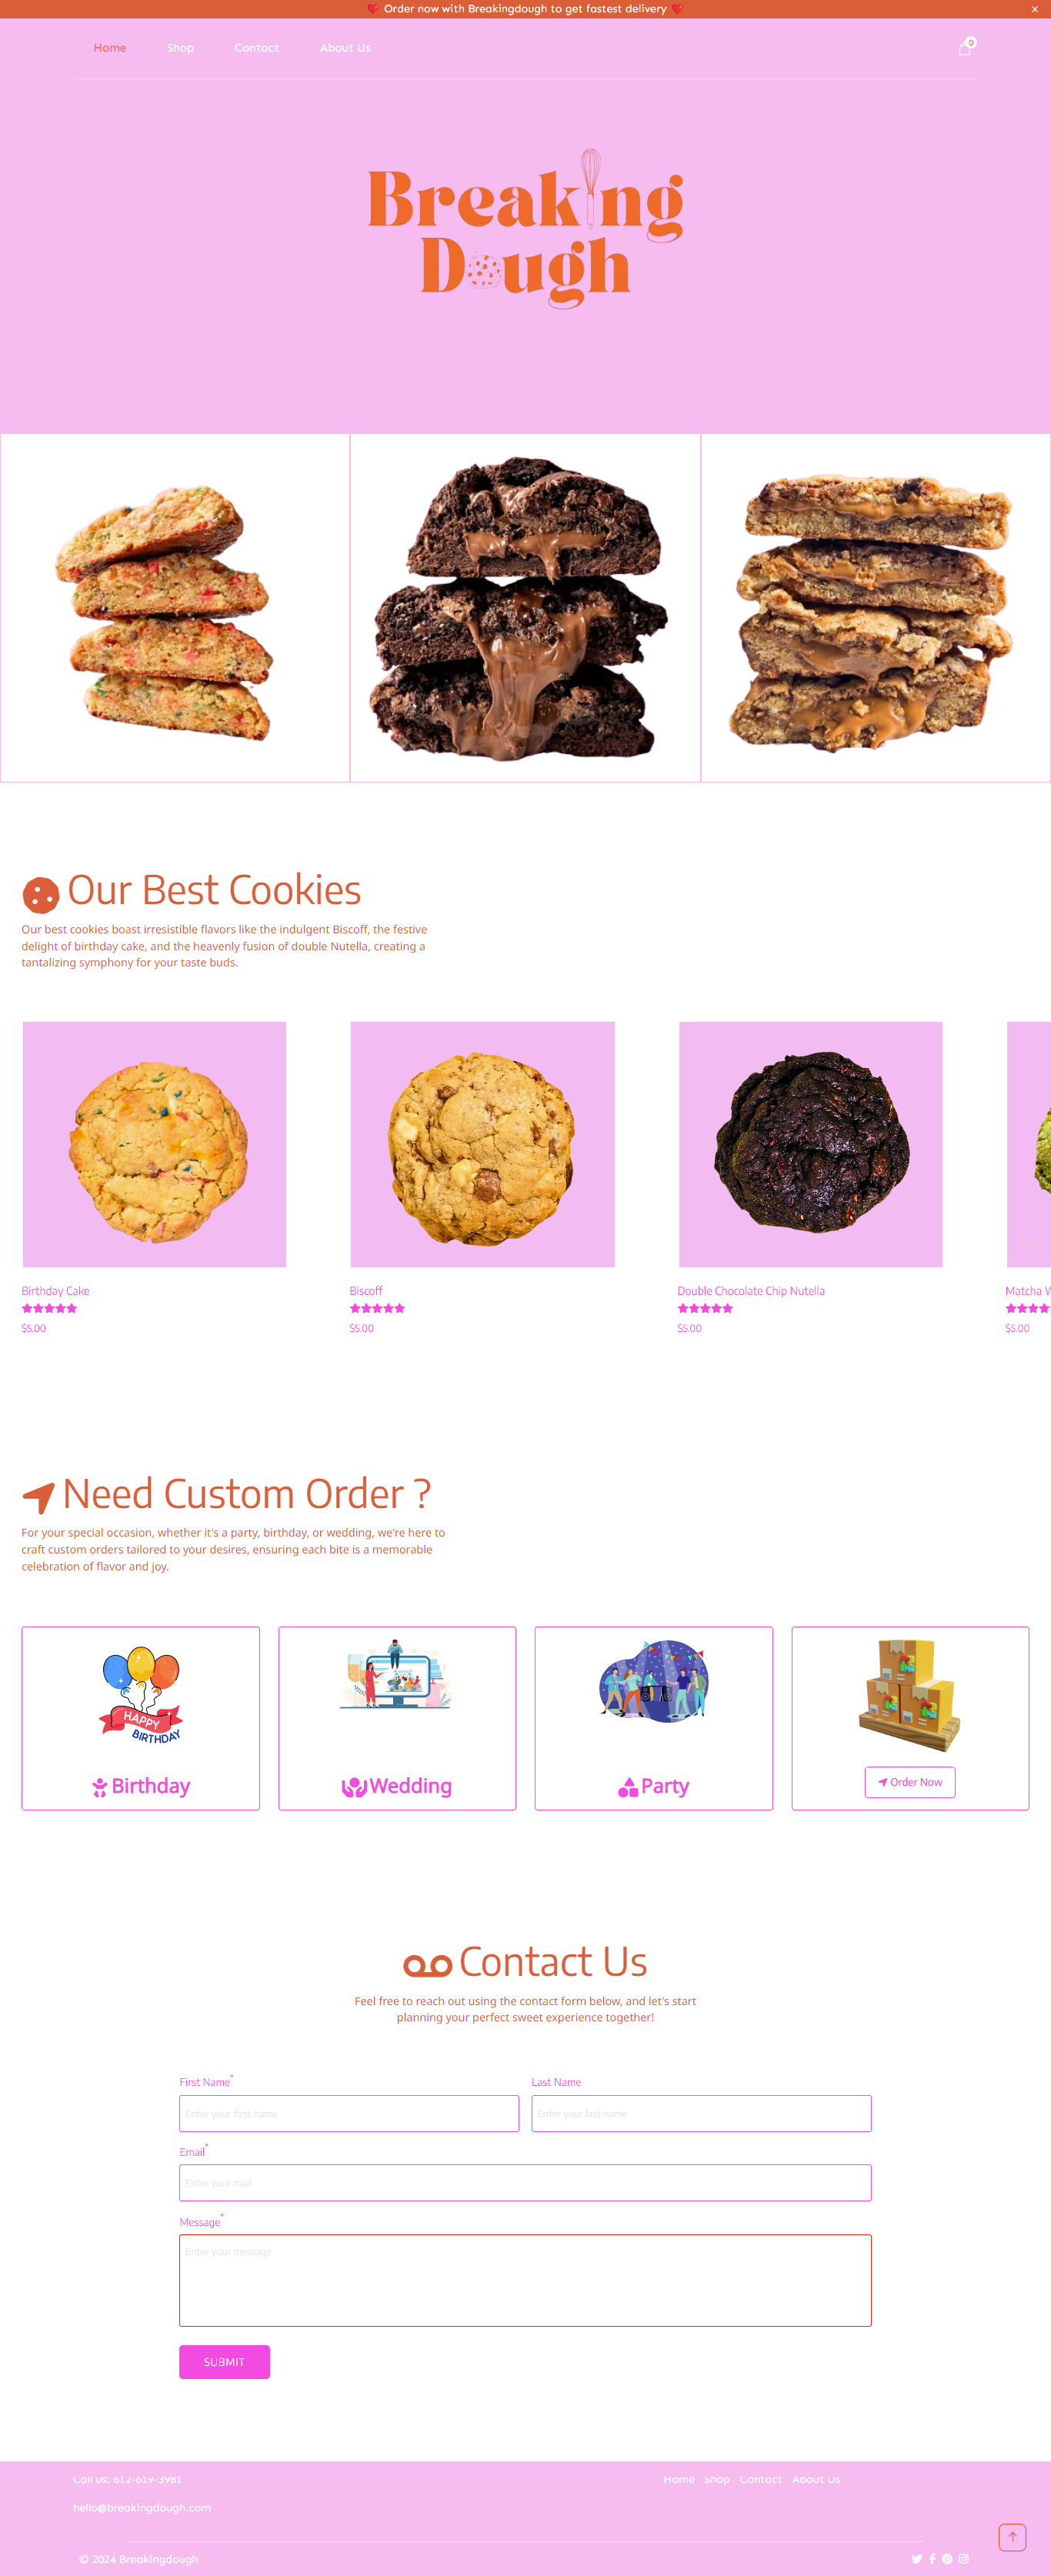 Order now with Breakingdough to get fastest delivery ×
Home Shop Contact About Us 0
Breaking
Dough
Our Best Cookies
Our best cookies boast irresistible flavors like the indulgent Biscoff, the festive
delight of birthday cake, and the heavenly fusion of double Nutella, creating a
tantalizing symphony for your taste buds.
Birthday Cake
$5.00
Biscoff
$5.00
Double Chocolate Chip Nutella
$5.00
Matcha
$5.00
Need Custom Order ?
For your special occasion, whether it's a party, birthday, or wedding, we're here to
craft custom orders tailored to your desires, ensuring each bite is a memorable
celebration of flavor and joy.
HAPPY
BIRTHDAY
Birthday
Wedding
Party
Order Now
Contact Us
Feel free to reach out using the contact form below, and let's start
planning your perfect sweet experience together!
First Name*
Last Name
Enter your first name
Enter your last name
Email*
Enter your mail
Message*
Enter your message
SUBMIT
Call us: 612-619-3981
Home Shop Contact About Us
hello@breakingdough.com
© 2024 Breakingdough